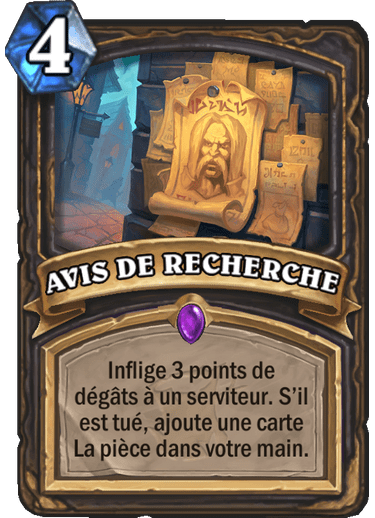 4
AVIS DE RECHERCHE
Inflige 3 points de
dégâts à un serviteur. S'il
est tué, ajoute une carte
La pièce dans votre main.